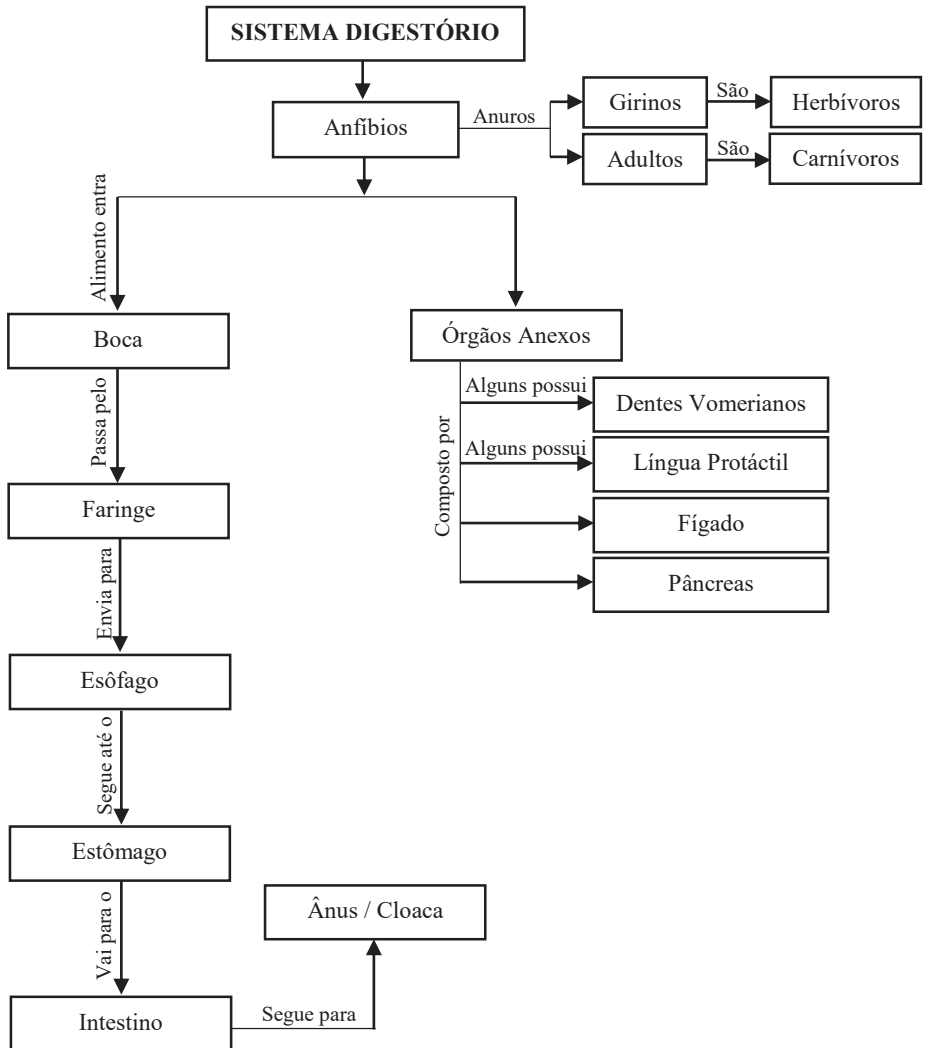 SISTEMA DIGESTÓRIO
Anfíbios
Anuros
Girinos
São
Herbívoros
Adultos
São
Carnívoros
Alimento entra
Boca
Passa pelo
Faringe
Envia para
Esôfago
Segue até o
Estômago
Vai para o
Intestino
Segue para
Ânus / Cloaca
Órgãos Anexos
Composto por
Alguns possui
Dentes Vomerianos
Alguns possui
Língua Protáctil
Fígado
Pâncreas